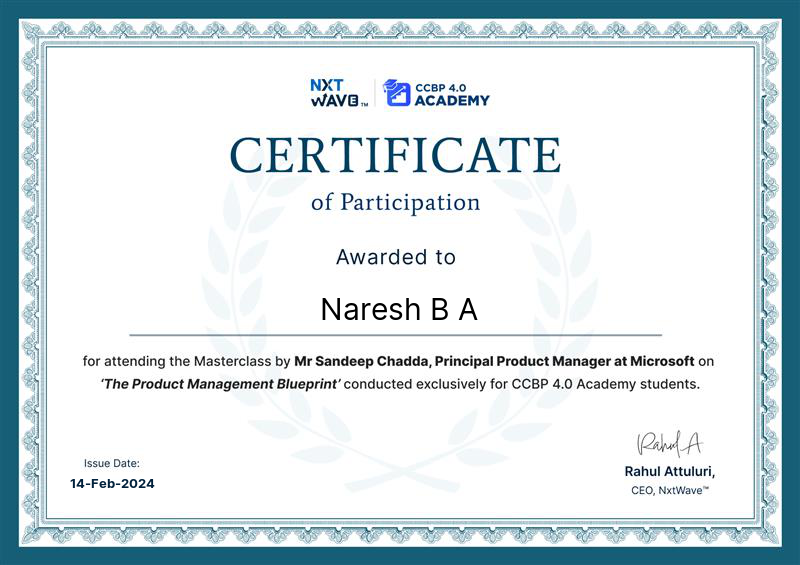 NXT
WAVE™
CCBP 4.0
ACADEMY
CERTIFICATE
of Participation
Awarded to
Naresh B A
for attending the Masterclass by Mr Sandeep Chadda, Principal Product Manager at Microsoft on
‘The Product Management Blueprint’ conducted exclusively for CCBP 4.0 Academy students.
Issue Date:
14-Feb-2024
Rahul A
Rahul Attuluri,
CEO, NxtWave™